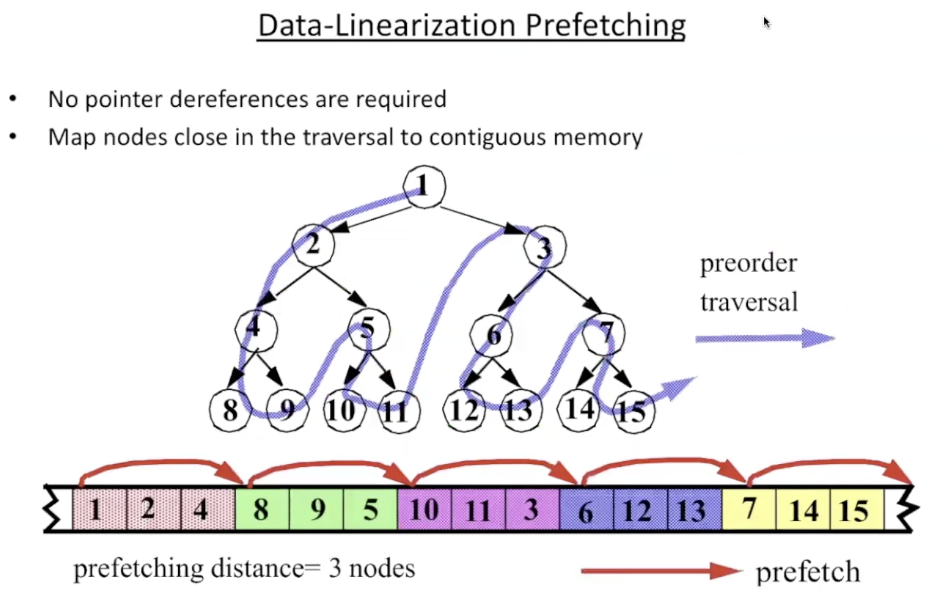 Data-Linearization Prefetching
• No pointer dereferences are required
• Map nodes close in the traversal to contiguous memory
1
2 3
4 5 6 7
8 9 10 11 12 13 14 15
preorder
traversal
1 2 4 8 9 5 10 11 3 6 12 13 7 14 15
prefetching distance= 3 nodes
prefetch